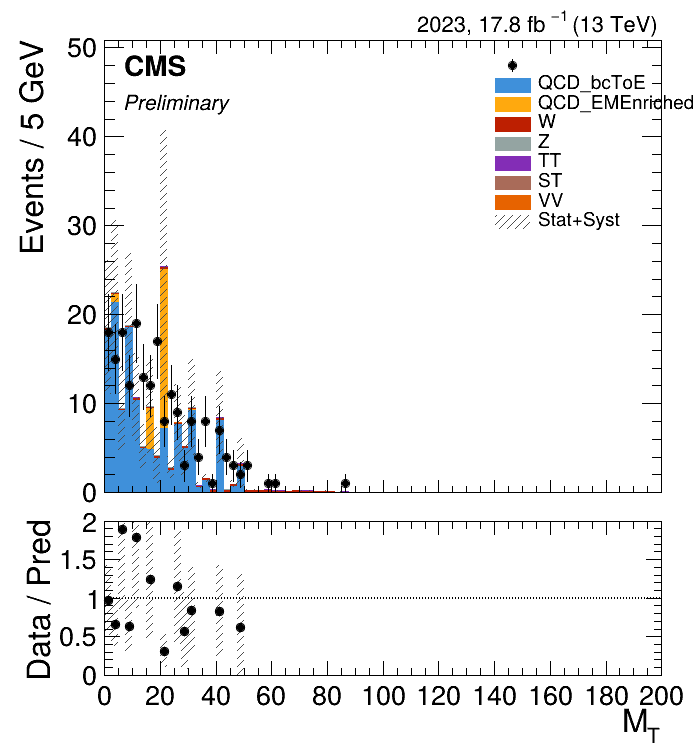 2023, 17.8 fb⁻¹ (13 TeV)
Events / 5 GeV
CMS
Preliminary
QCD_bcToE
QCD_EMEnriched
W
Z
TT
ST
VV
Stat+Syst
50
40
30
20
10
0
Data / Pred
2
1.5
1
0.5
0
0 20 40 60 80 100 120 140 160 180 200
M_T